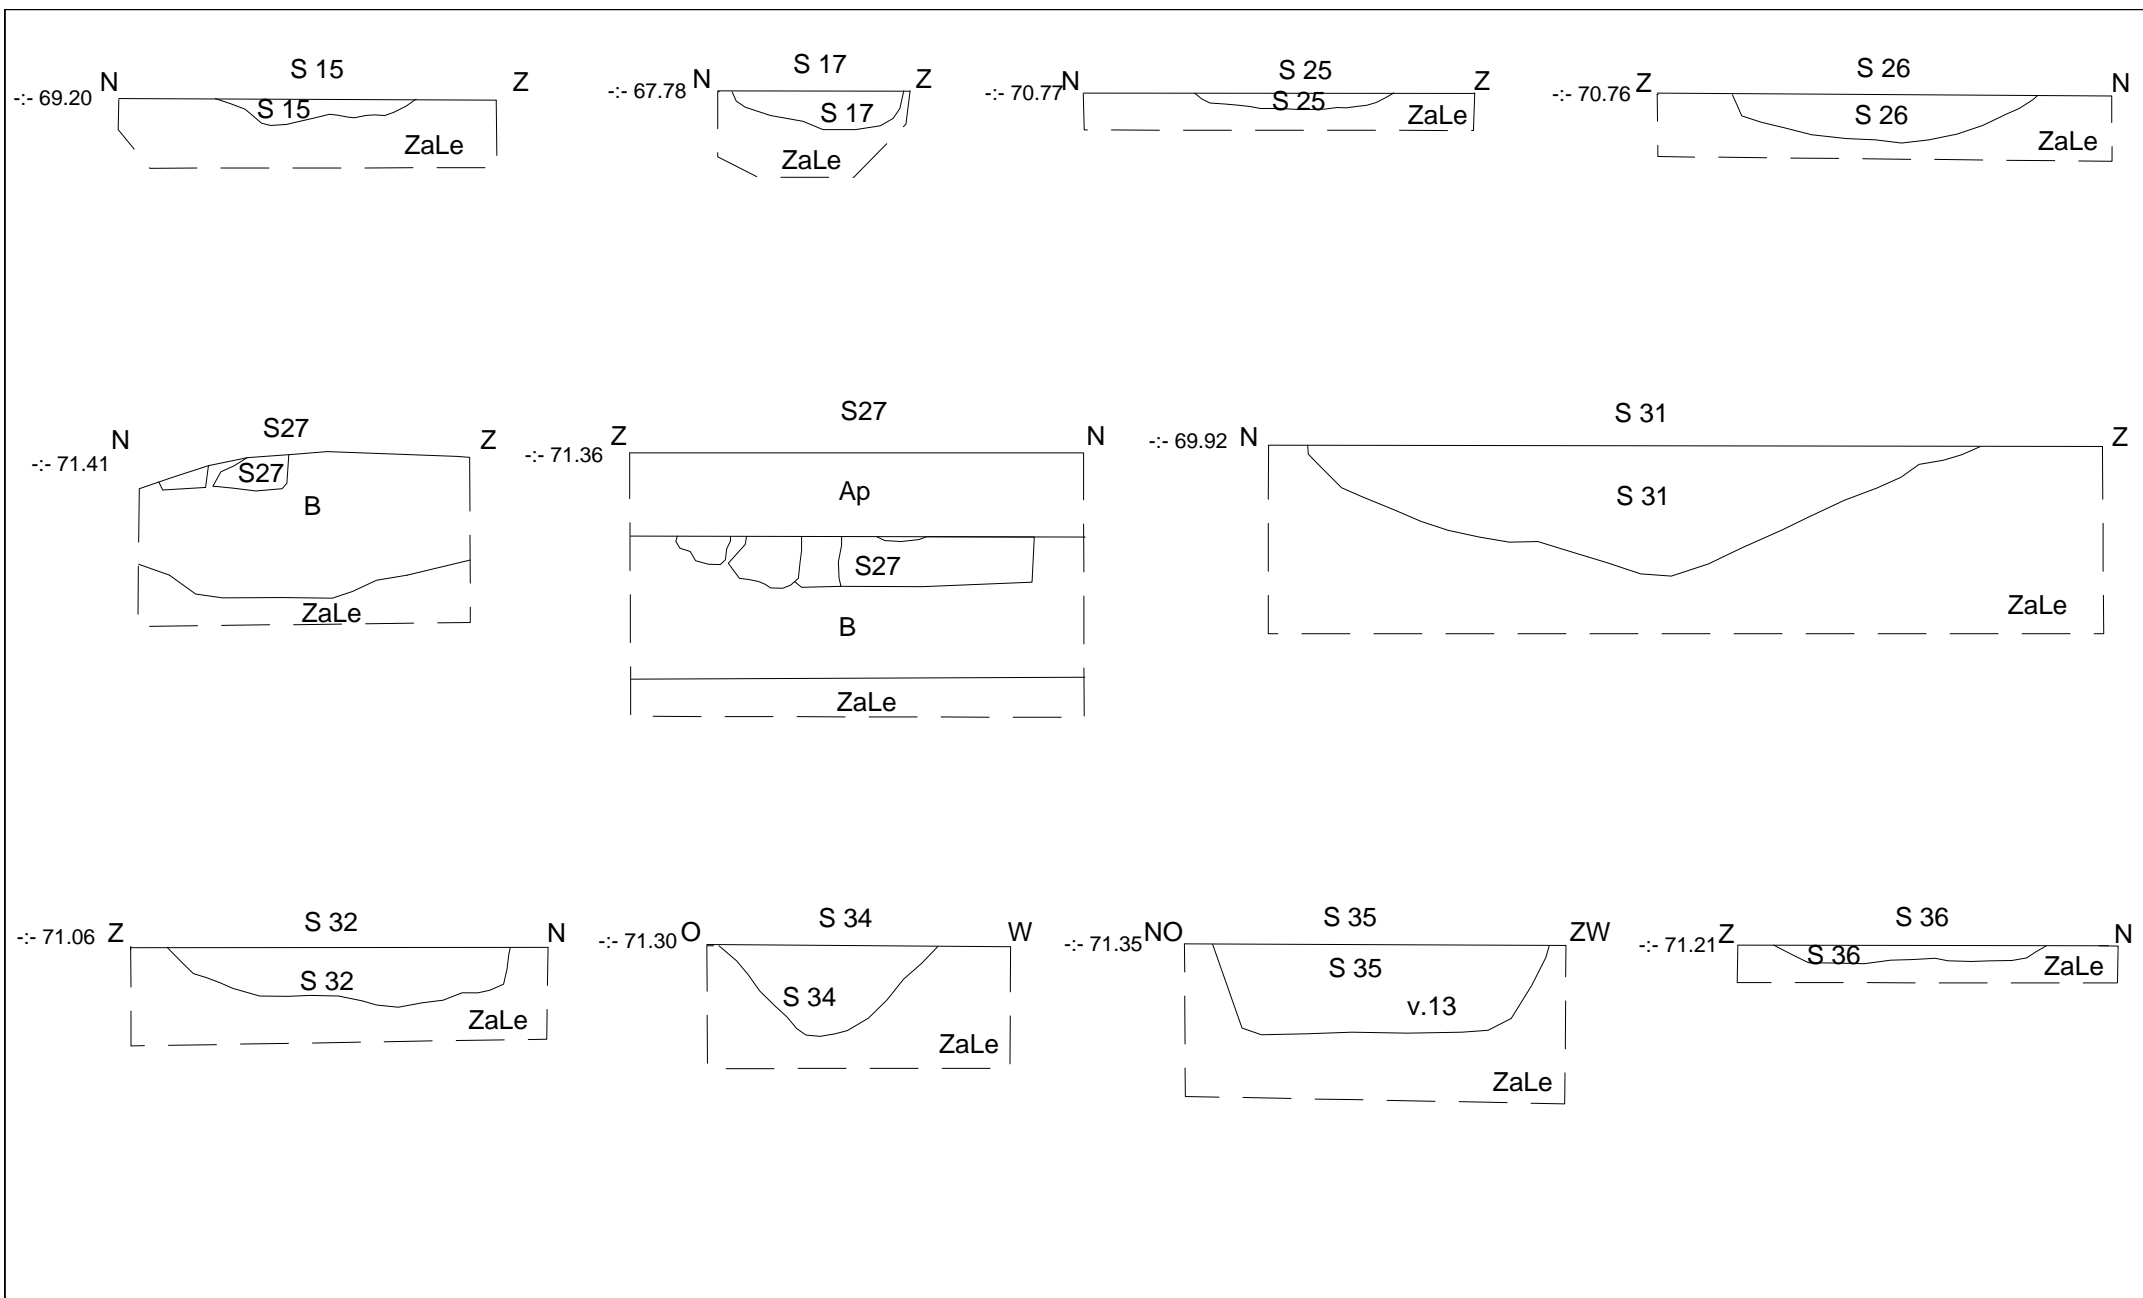 S 15
N
Z
-:- 69.20
S 15
ZaLe
S 17
N
Z
-:- 67.78
S 17
ZaLe
S 25
N
Z
-:- 70.77
S 25
ZaLe
S 26
Z
N
-:- 70.76
S 26
ZaLe
S27
N
Z
-:- 71.41
S27
B
ZaLe
S27
Z
N
-:- 71.36
Ap
S27
B
ZaLe
S 31
N
Z
-:- 69.92
S 31
ZaLe
S 32
Z
N
-:- 71.06
S 32
ZaLe
S 34
O
W
-:- 71.30
S 34
ZaLe
S 35
NO
ZW
-:- 71.35
S 35
v.13
ZaLe
S 36
Z
N
-:- 71.21
S 36
ZaLe